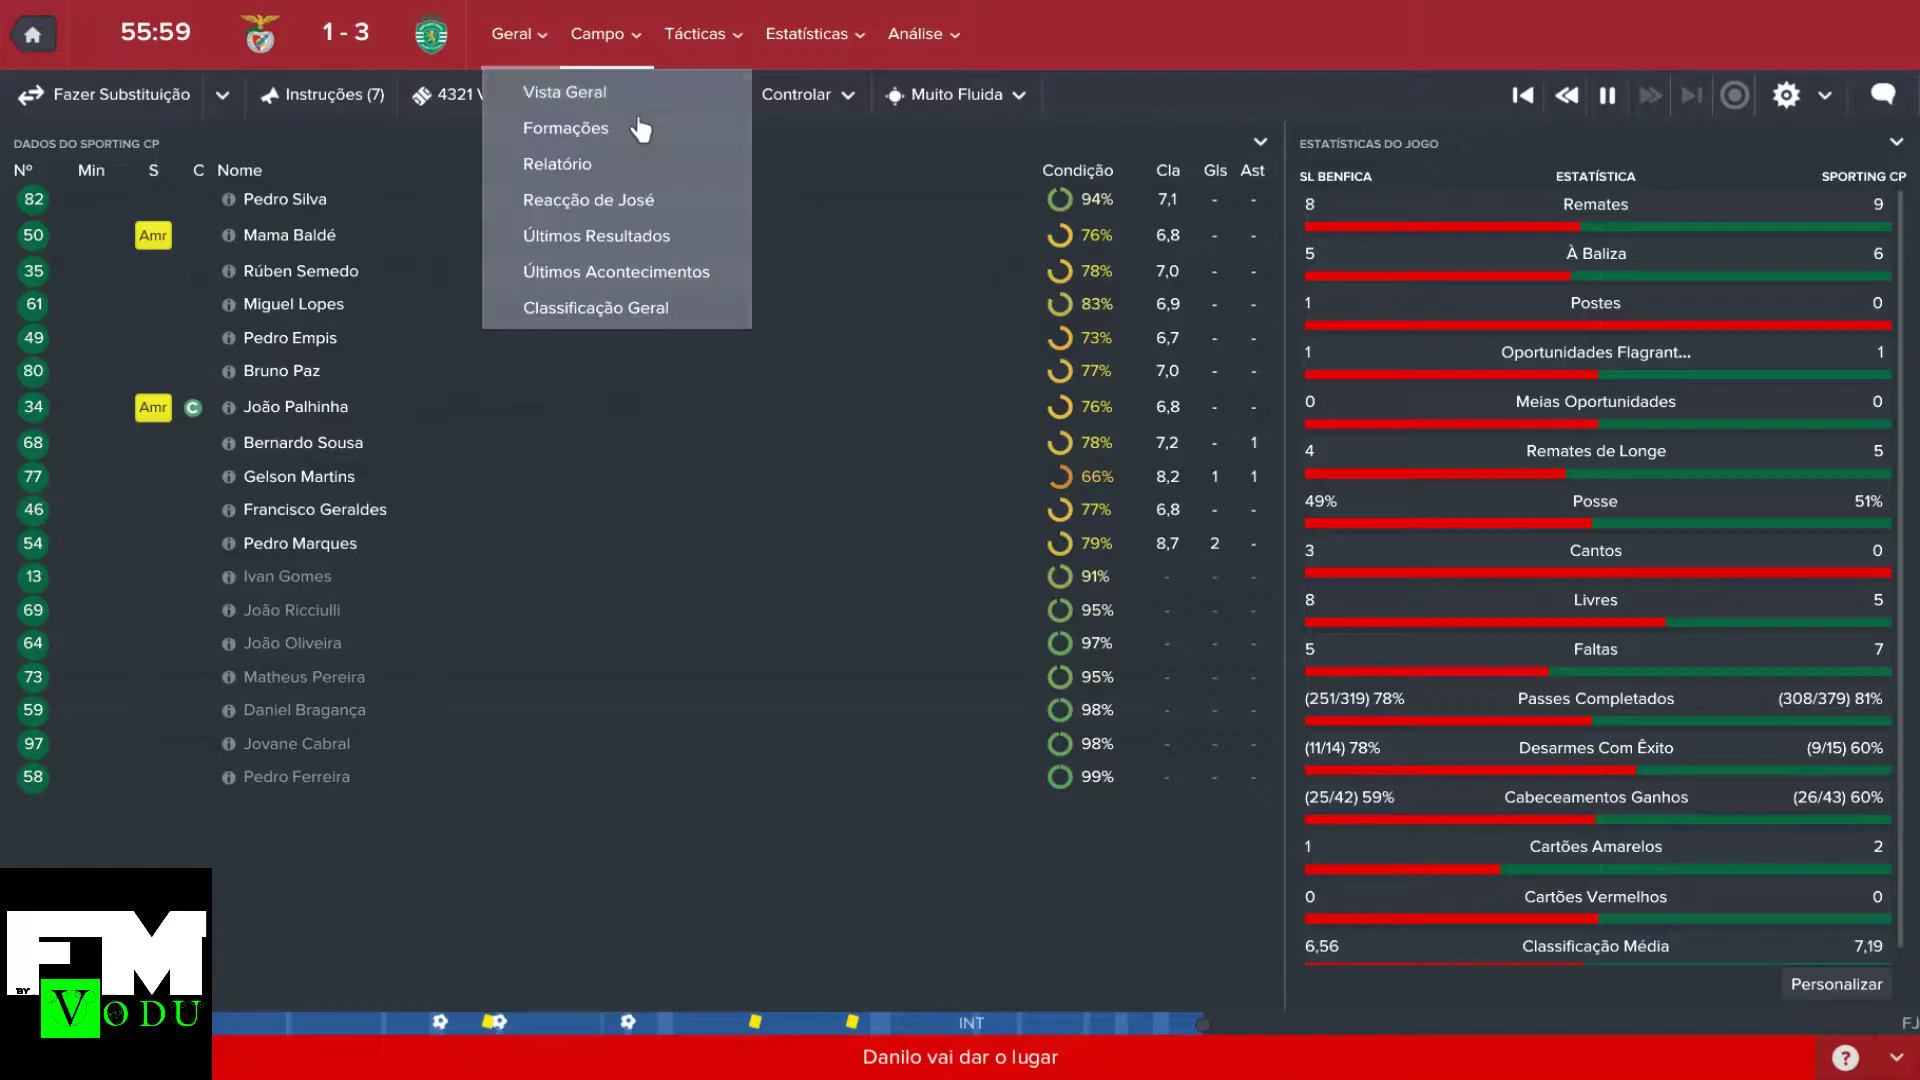 55:59 1 - 3 Geral Campo Tácticas Estatísticas Análise
Fazer Substituição Instruções (7) 4321 Controlar Muito Fluida
Vista Geral
Formações
Relatório
Reacção de José
Últimos Resultados
Últimos Acontecimentos
Classificação Geral
DADOS DO SPORTING CP
Nº Min S C Nome Condição Cla Gls Ast
82 Pedro Silva 94% 7,1 - -
50 Amr Mama Baldé 76% 6,8 - -
35 Rúben Semedo 78% 7,0 - -
61 Miguel Lopes 83% 6,9 - -
49 Pedro Empis 73% 6,7 - -
80 Bruno Paz 77% 7,0 - -
34 Amr C João Palhinha 76% 6,8 - -
68 Bernardo Sousa 78% 7,2 - 1
77 Gelson Martins 66% 8,2 1 1
46 Francisco Geraldes 77% 6,8 - -
54 Pedro Marques 79% 8,7 2 -
13 Ivan Gomes 91% - - -
69 João Ricciulli 95% - - -
64 João Oliveira 97% - - -
73 Matheus Pereira 95% - - -
59 Daniel Bragança 98% - - -
97 Jovane Cabral 98% - - -
58 Pedro Ferreira 99% - - -
ESTATÍSTICAS DO JOGO
SL BENFICA ESTATÍSTICA SPORTING CP
8 Remates 9
5 À Baliza 6
1 Postes 0
1 Oportunidades Flagrant... 1
0 Meias Oportunidades 0
4 Remates de Longe 5
49% Posse 51%
3 Cantos 0
8 Livres 5
5 Faltas 7
(251/319) 78% Passes Completados (308/379) 81%
(11/14) 78% Desarmes Com Êxito (9/15) 60%
(25/42) 59% Cabeceamentos Ganhos (26/43) 60%
1 Cartões Amarelos 2
0 Cartões Vermelhos 0
6,56 Classificação Média 7,19
Personalizar
FM
BY VODU
INT FJ
Danilo vai dar o lugar ?